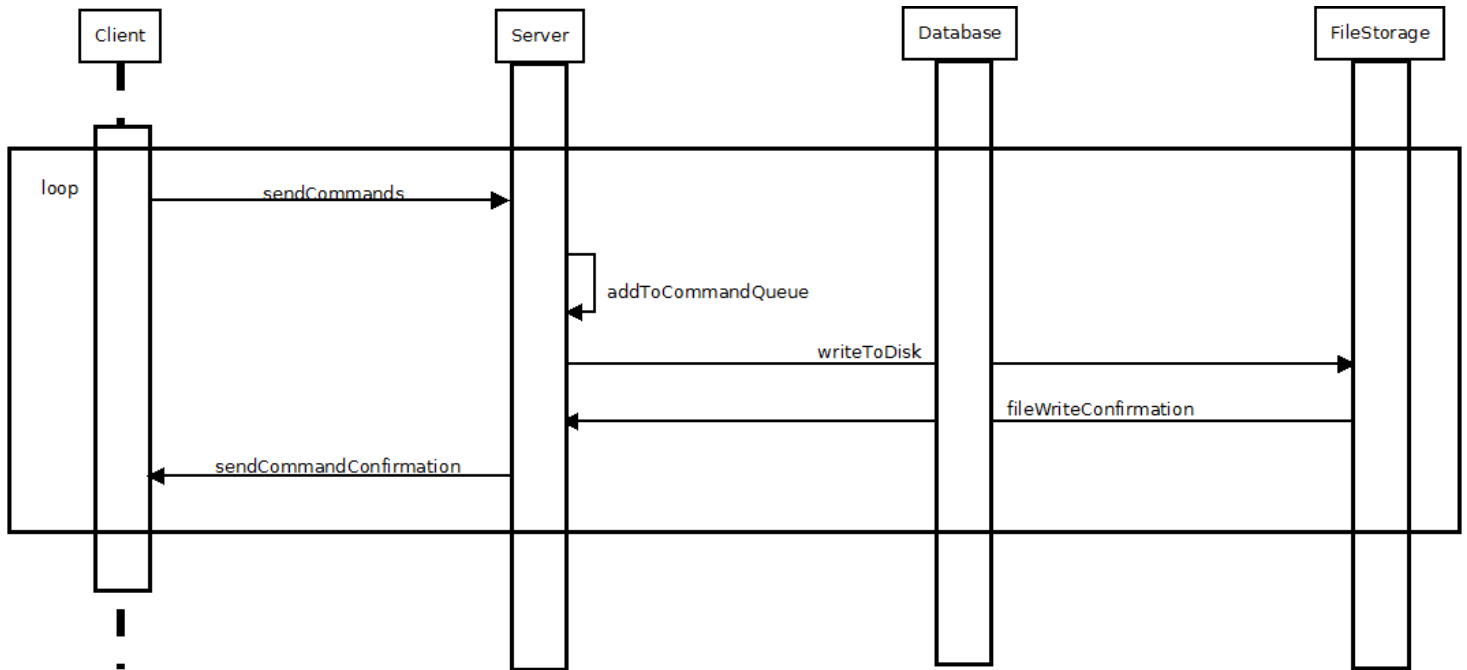 Client
Server
Database
FileStorage
loop
sendCommands
addToCommandQueue
writeToDisk
fileWriteConfirmation
sendCommandConfirmation